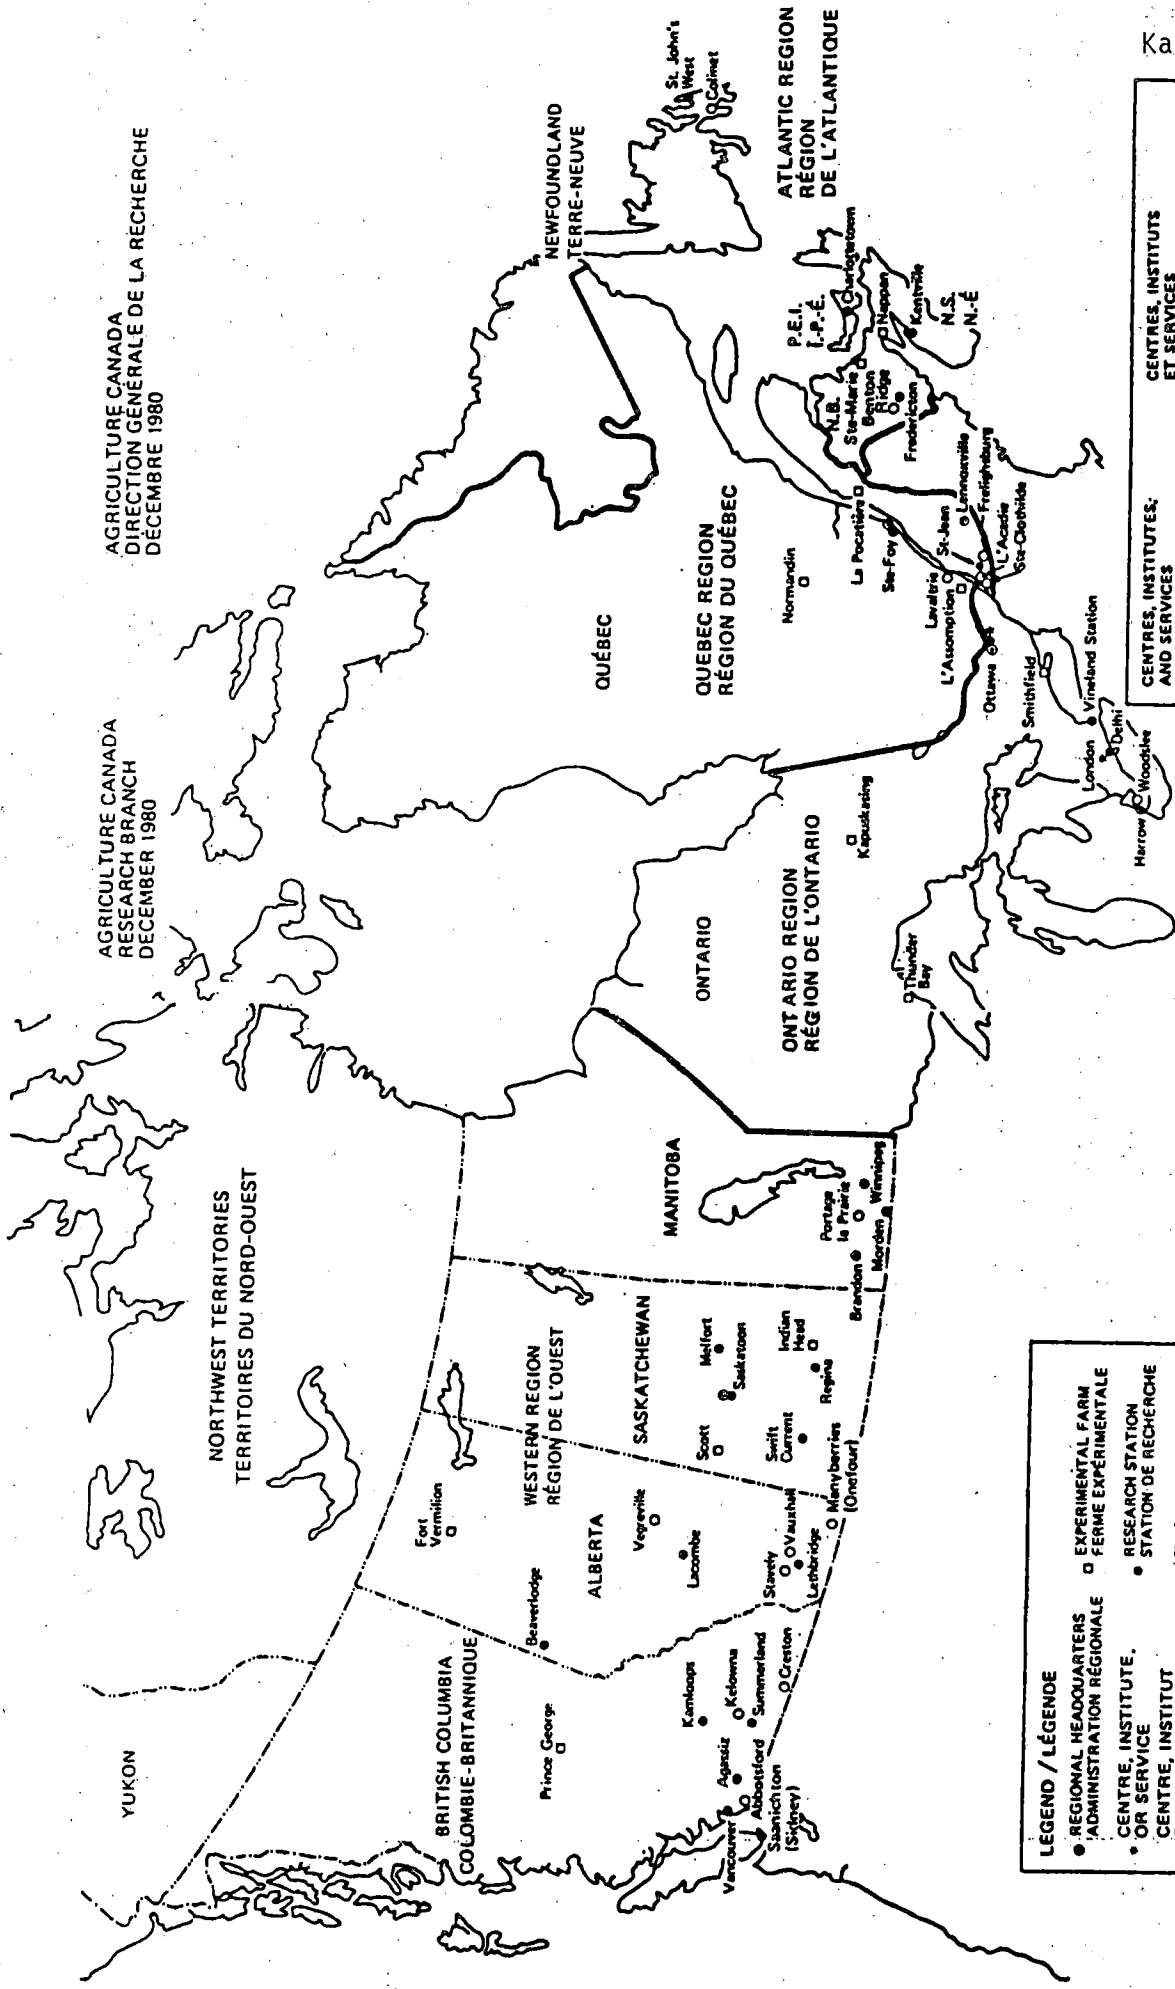 AGRICULTURE CANADA
RESEARCH BRANCH
DECEMBER 1980
AGRICULTURE CANADA
DIRECTION GÉNÉRALE DE LA RECHERCHE
DÉCEMBRE 1980
YUKON
NORTHWEST TERRITORIES
TERRITOIRES DU NORD-OUEST
BRITISH COLUMBIA
COLOMBIE-BRITANNIQUE
Prince George
Kamloops
Kelowna
Summerland
Creston
Agassiz
Abbotsford
Vancouver
Saanichton
(Sidney)
WESTERN REGION
RÉGION DE L'OUEST
ALBERTA
Fort
Vermilion
Beaverlodge
Vegreville
Lacombe
Stavely
Vauxhall
Lethbridge
Manyberries
(Onefour)
SASKATCHEWAN
Scott
Melfort
Saskatoon
Swift
Current
Indian
Head
Regina
MANITOBA
Portage
la Prairie
Brandon
Morden
Winnipeg
ONTARIO
ONTARIO REGION
RÉGION DE L'ONTARIO
Thunder
Bay
Kapuskasing
Ottawa
Smithfield
Vineland Station
London
Delhi
Harrow
Woodslee
QUÉBEC
QUEBEC REGION
RÉGION DU QUÉBEC
Normandin
La Pocatière
Ste-Foy
Lavaltrie
L'Assomption
St-Jean
Lennoxville
Frelighsburg
L'Acadie
Ste-Clothilde
NEWFOUNDLAND
TERRE-NEUVE
St. John's
West
Colinet
ATLANTIC REGION
RÉGION
DE L'ATLANTIQUE
P.E.I.
Î.-P.-É.
Charlottetown
N.B.
Ste-Marie
Benton
Ridge
Fredericton
Nappan
Kentville
N.S.
N.-É
LEGEND / LÉGENDE
REGIONAL HEADQUARTERS
ADMINISTRATION RÉGIONALE
CENTRE, INSTITUTE,
OR SERVICE
CENTRE, INSTITUT
EXPERIMENTAL FARM
FERME EXPÉRIMENTALE
RESEARCH STATION
STATION DE RECHERCHE
CENTRES, INSTITUTES,
AND SERVICES
CENTRES, INSTITUTS
ET SERVICES
Ka